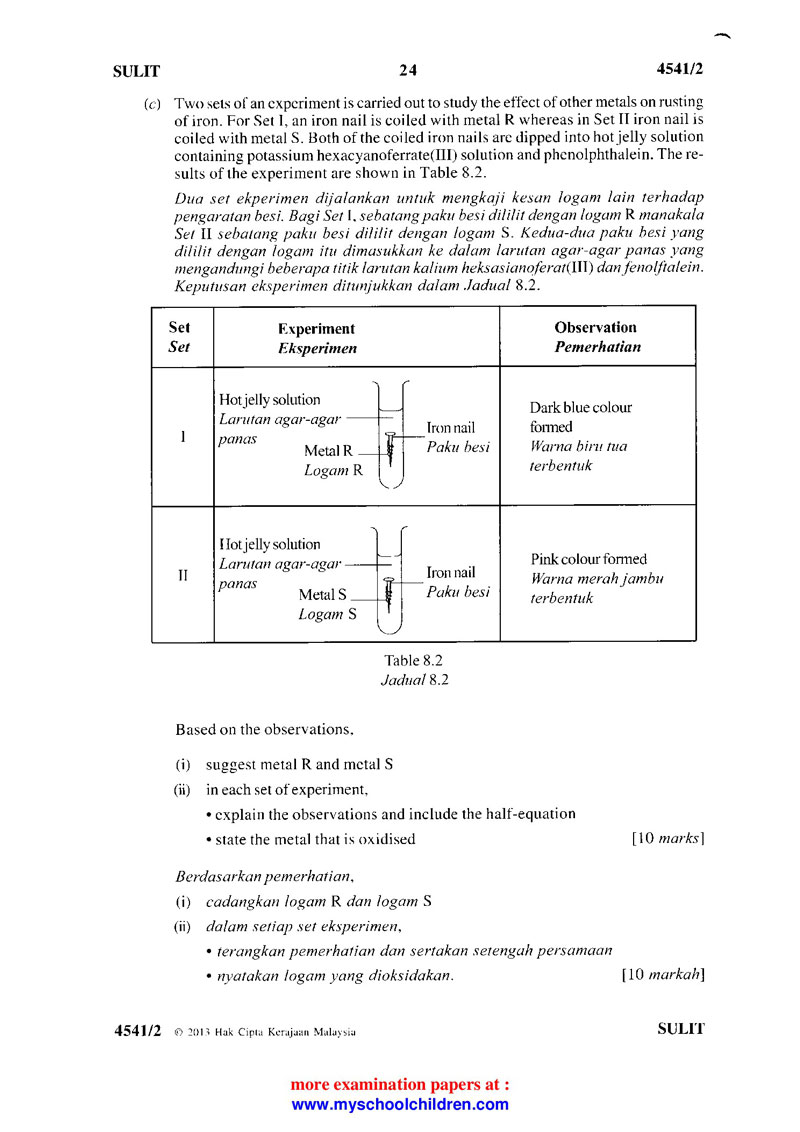 SULIT 24 4541/2
(c) Two sets of an experiment is carried out to study the effect of other metals on rusting
of iron. For Set I, an iron nail is coiled with metal R whereas in Set II iron nail is
coiled with metal S. Both of the coiled iron nails are dipped into hot jelly solution
containing potassium hexacyanoferrate(III) solution and phenolphthalein. The re-
sults of the experiment are shown in Table 8.2.
Dua set ekperimen dijalankan untuk mengkaji kesan logam lain terhadap
pengaratan besi. Bagi Set I, sebatang paku besi dililit dengan logam R manakala
Set II sebatang paku besi dililit dengan logam S. Kedua-dua paku besi yang
dililit dengan logam itu dimasukkan ke dalam larutan agar-agar panas yang
mengandungi beberapa titik larutan kalium heksasianoferat(III) dan fenolftalein.
Keputusan eksperimen ditunjukkan dalam Jadual 8.2.
Set Experiment Observation
Set Eksperimen Pemerhatian
I
Hot jelly solution
Larutan agar-agar
panas
Metal R
Logam R
Iron nail
Paku besi
Dark blue colour
formed
Warna biru tua
terbentuk
II
Hot jelly solution
Larutan agar-agar
panas
Metal S
Logam S
Iron nail
Paku besi
Pink colour formed
Warna merah jambu
terbentuk
Table 8.2
Jadual 8.2
Based on the observations,
(i) suggest metal R and metal S
(ii) in each set of experiment,
• explain the observations and include the half-equation
• state the metal that is oxidised [10 marks]
Berdasarkan pemerhatian,
(i) cadangkan logam R dan logam S
(ii) dalam setiap set eksperimen,
• terangkan pemerhatian dan sertakan setengah persamaan
• nyatakan logam yang dioksidakan. [10 markah]
4541/2 © 2013 Hak Cipta Kerajaan Malaysia SULIT
more examination papers at :
www.myschoolchildren.com